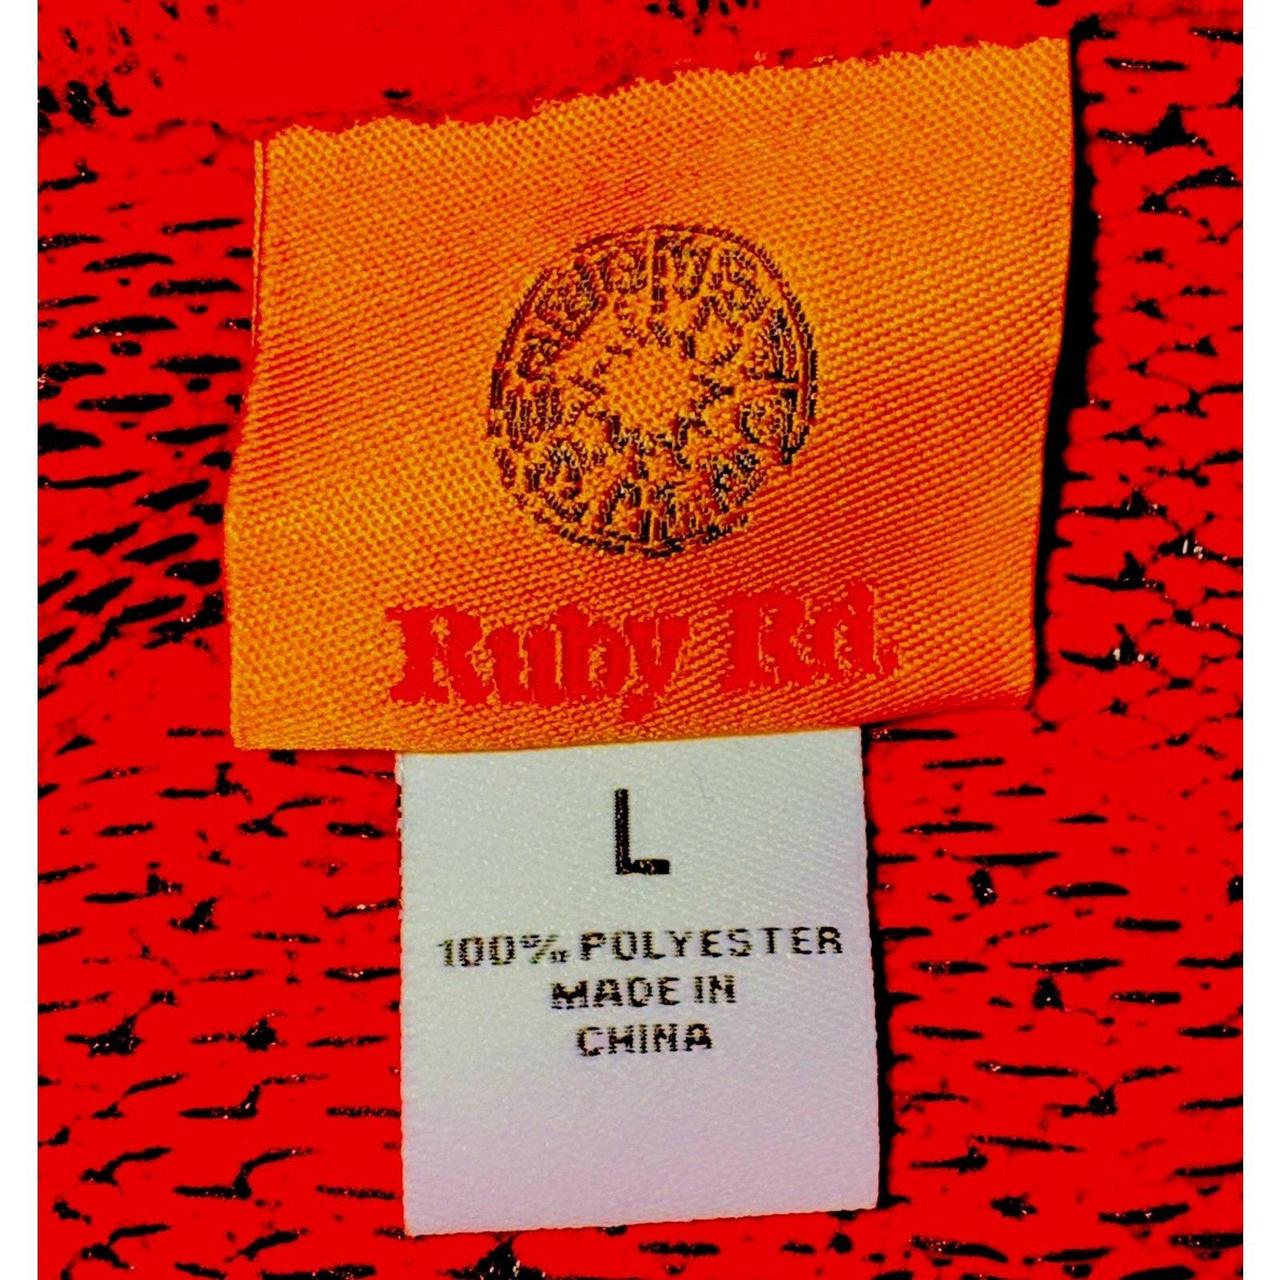 Ruby Rd.
L
100% POLYESTER
MADE IN
CHINA